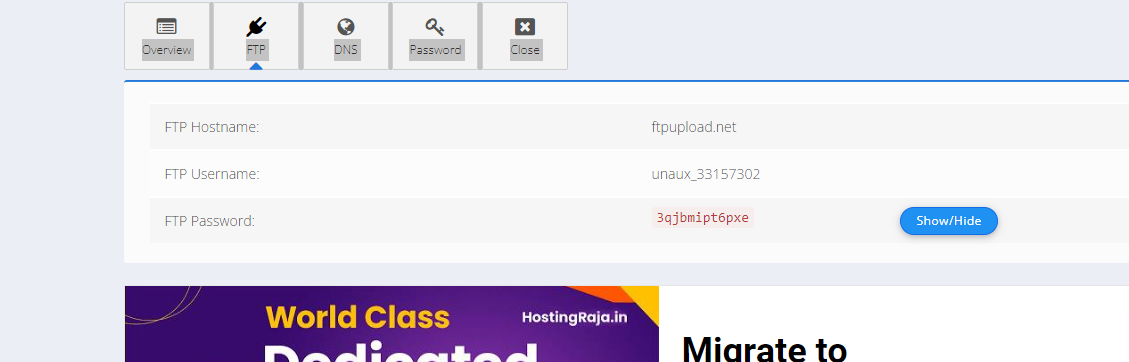 Overview FTP DNS Password Close
FTP Hostname: ftpupload.net
FTP Username: unaux_33157302
FTP Password: 3qjbmipt6pxe Show/Hide
World Class HostingRaja.in
Dedicated
Migrate to